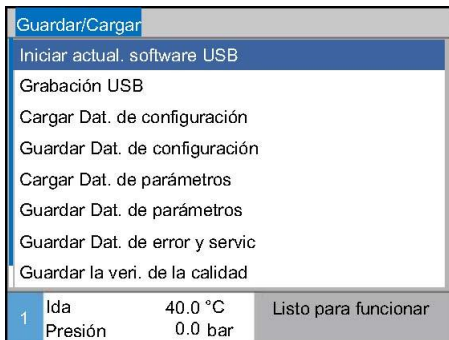 Guardar/Cargar
Iniciar actual. software USB
Grabación USB
Cargar Dat. de configuración
Guardar Dat. de configuración
Cargar Dat. de parámetros
Guardar Dat. de parámetros
Guardar Dat. de error y servic
Guardar la veri. de la calidad
1 Ida 40.0 °C Listo para funcionar
Presión 0.0 bar